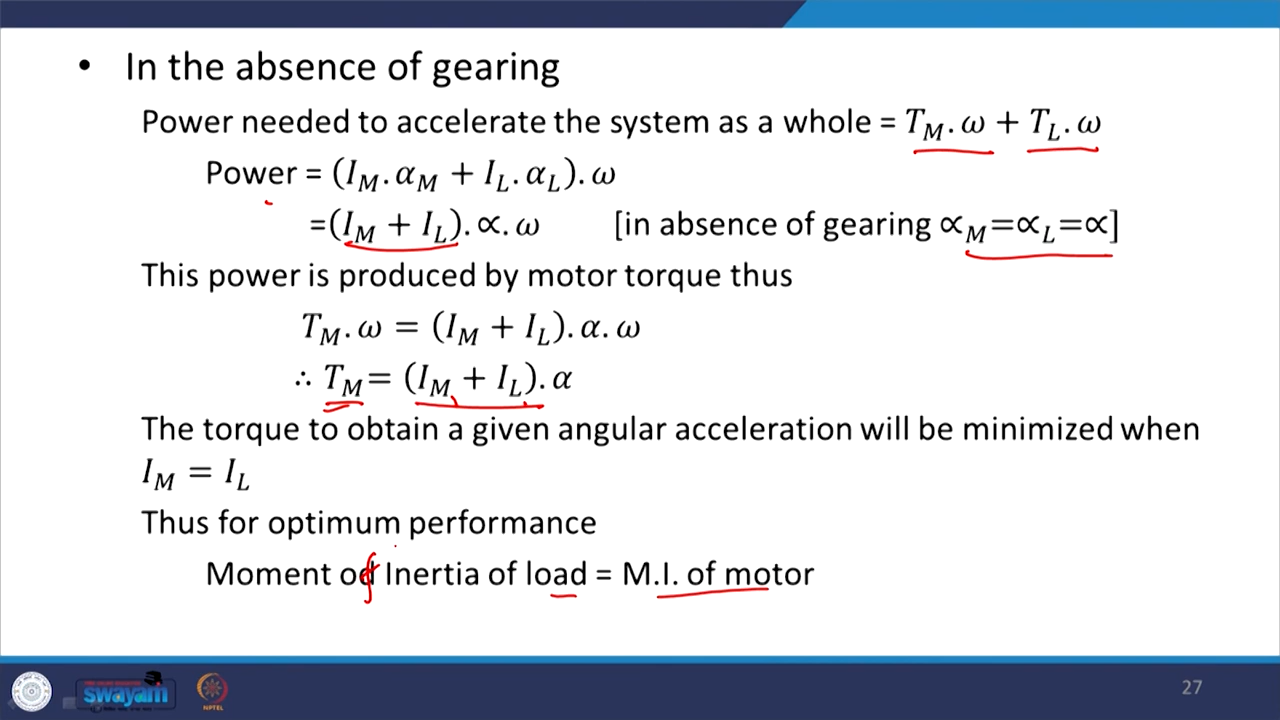 • In the absence of gearing
Power needed to accelerate the system as a whole = T_M. ω + T_L. ω
Power = (I_M. α_M + I_L. α_L). ω
=(I_M + I_L). ∝. ω [in absence of gearing ∝_M=∝_L=∝]
This power is produced by motor torque thus
T_M. ω = (I_M + I_L). α. ω
∴ T_M= (I_M + I_L). α
The torque to obtain a given angular acceleration will be minimized when
I_M = I_L
Thus for optimum performance
Moment of Inertia of load = M.I. of motor
swayam
NPTEL
27